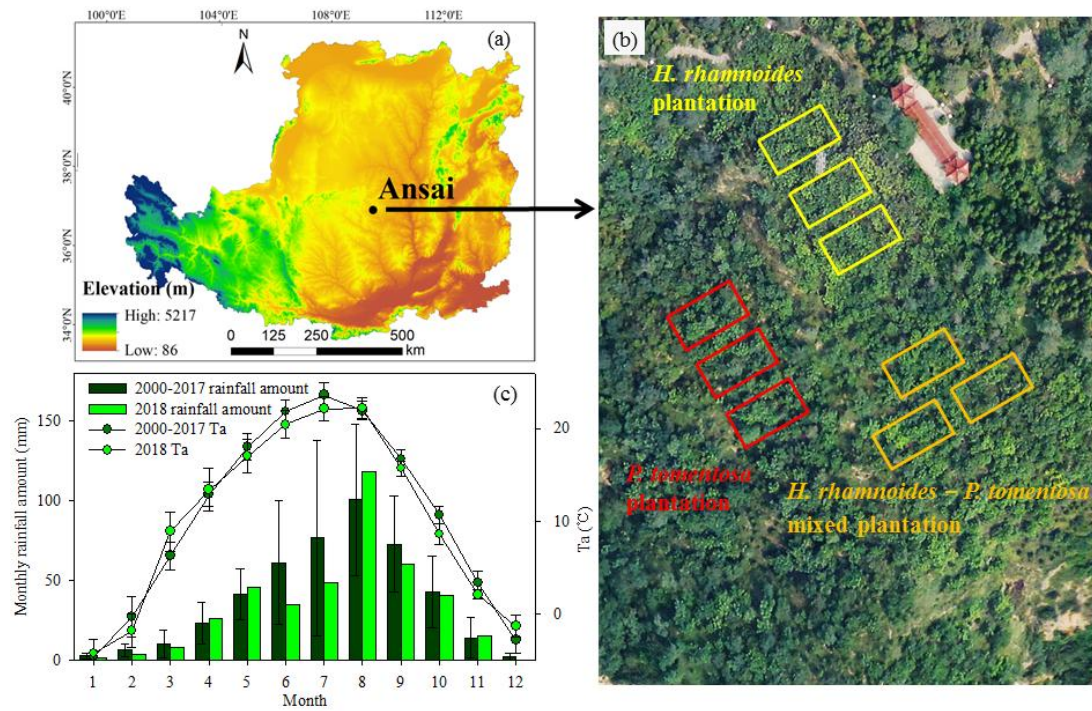 100°0'E 104°0'E 108°0'E 112°0'E
N
(a)
40°0'N
38°0'N
36°0'N
34°0'N
Ansai
Elevation (m)
High: 5217
Low: 86
0 125 250 500
km
(b)
H. rhamnoides
plantation
P. tomentosa
plantation
H. rhamnoides – P. tomentosa
mixed plantation
(c)
2000-2017 rainfall amount
2018 rainfall amount
2000-2017 Ta
2018 Ta
Monthly rainfall amount (mm)
150
100
50
0
Ta (℃)
20
10
0
1 2 3 4 5 6 7 8 9 10 11 12
Month